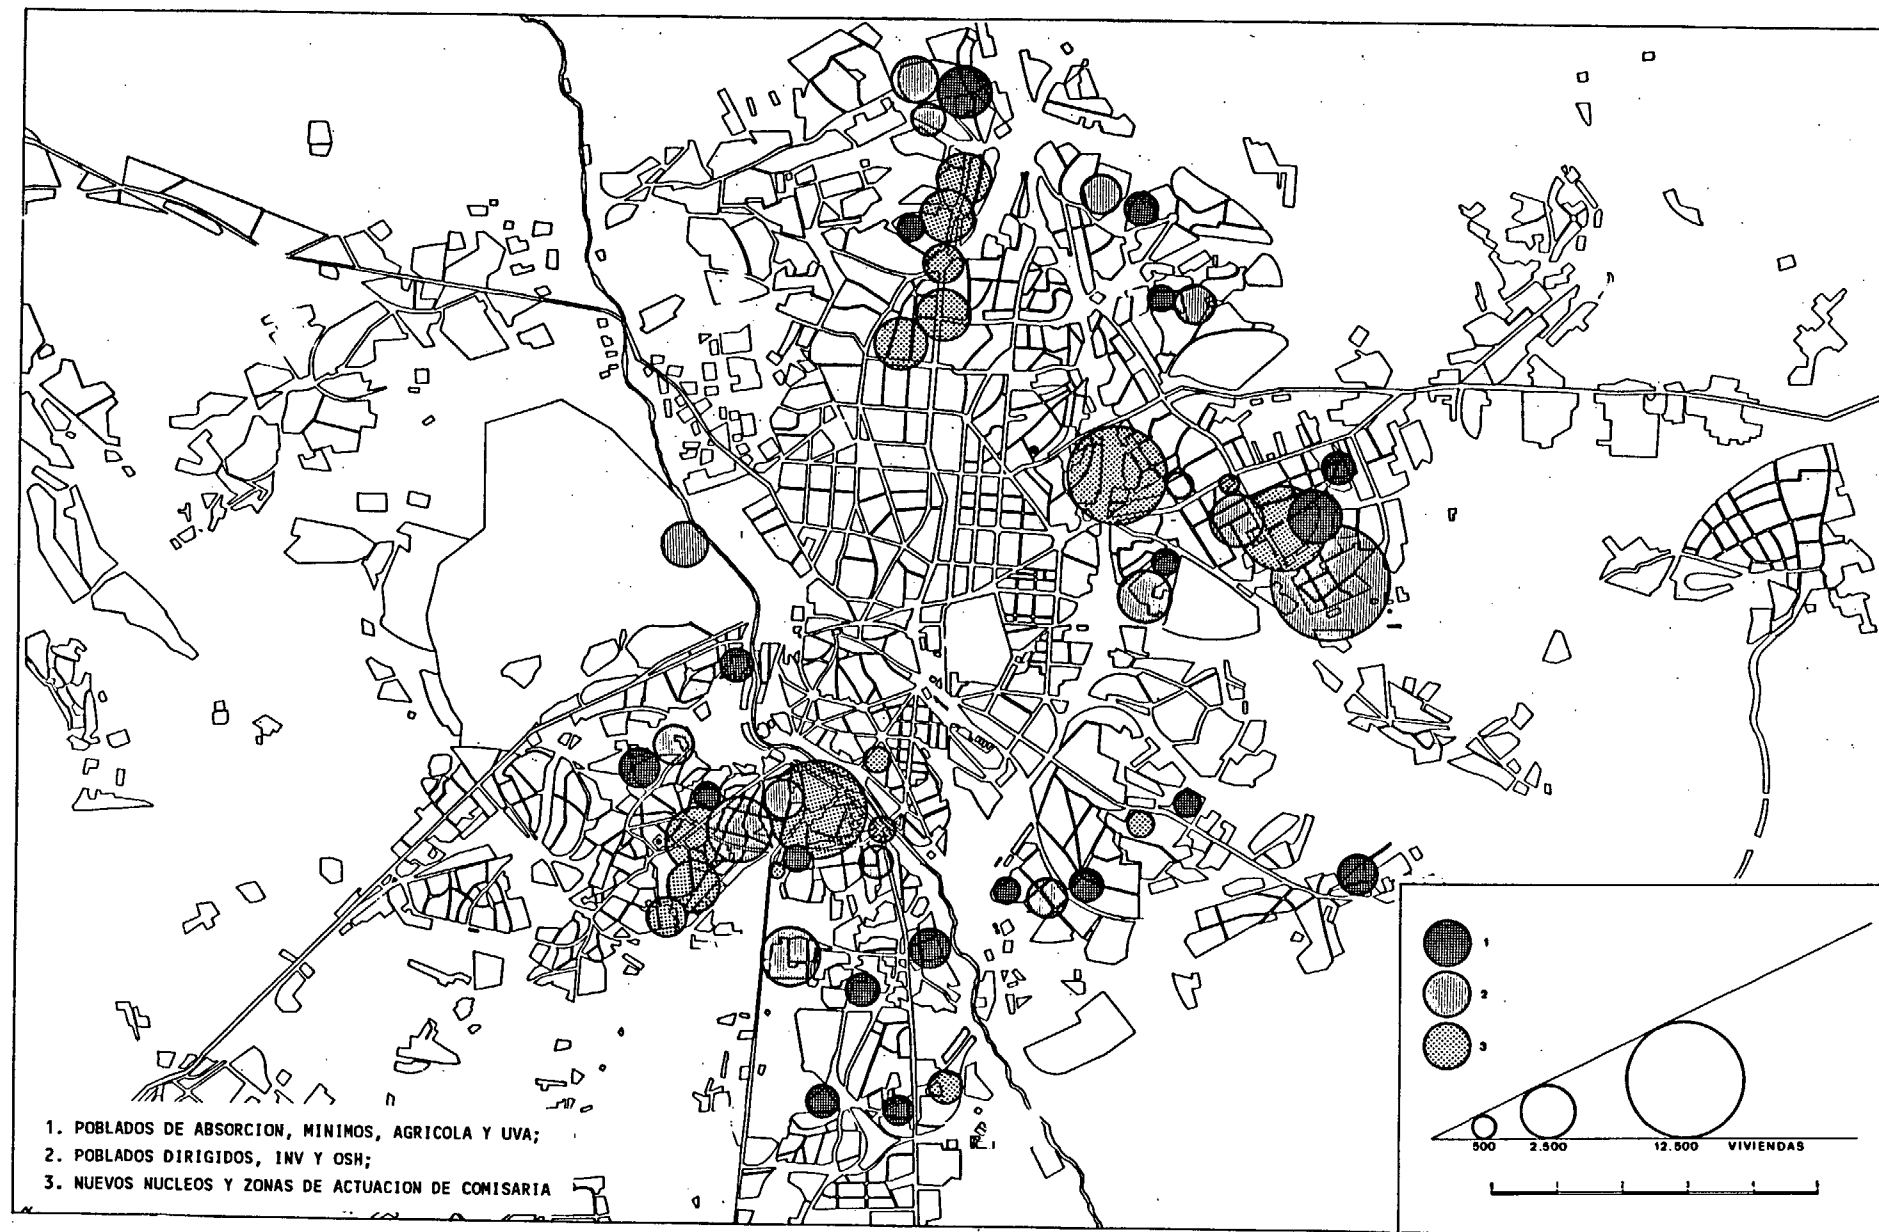 1. POBLADOS DE ABSORCION, MINIMOS, AGRICOLA Y UVA;
2. POBLADOS DIRIGIDOS, INV Y OSH;
3. NUEVOS NUCLEOS Y ZONAS DE ACTUACION DE COMISARIA
1
2
3
500 2.500 12.500 VIVIENDAS